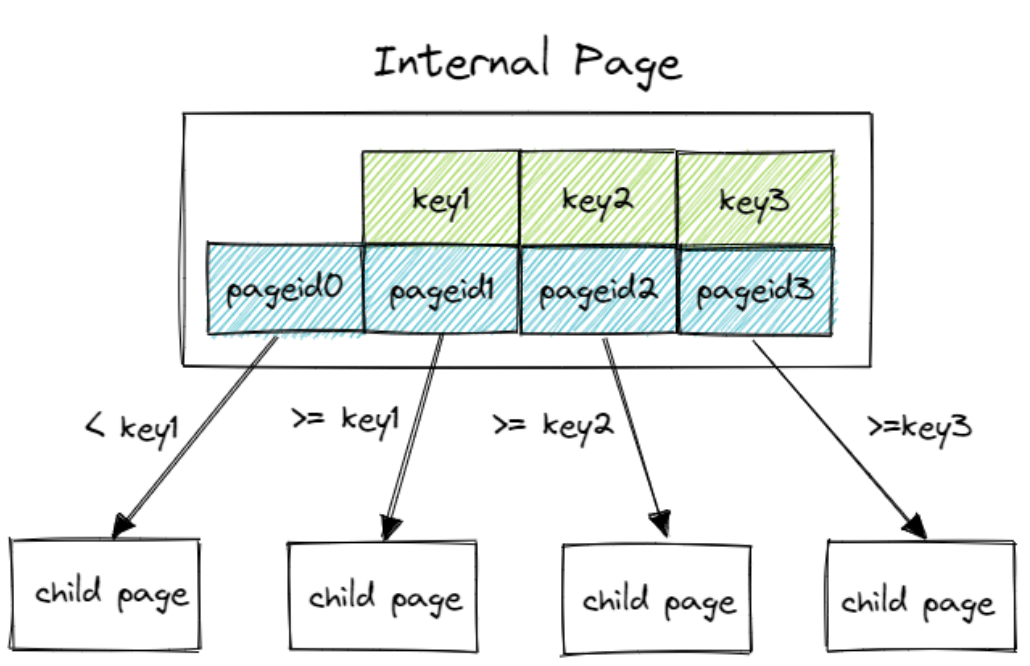 Internal Page
key1 key2 key3
pageid0 pageid1 pageid2 pageid3
< key1 >= key1 >= key2 >=key3
child page child page child page child page